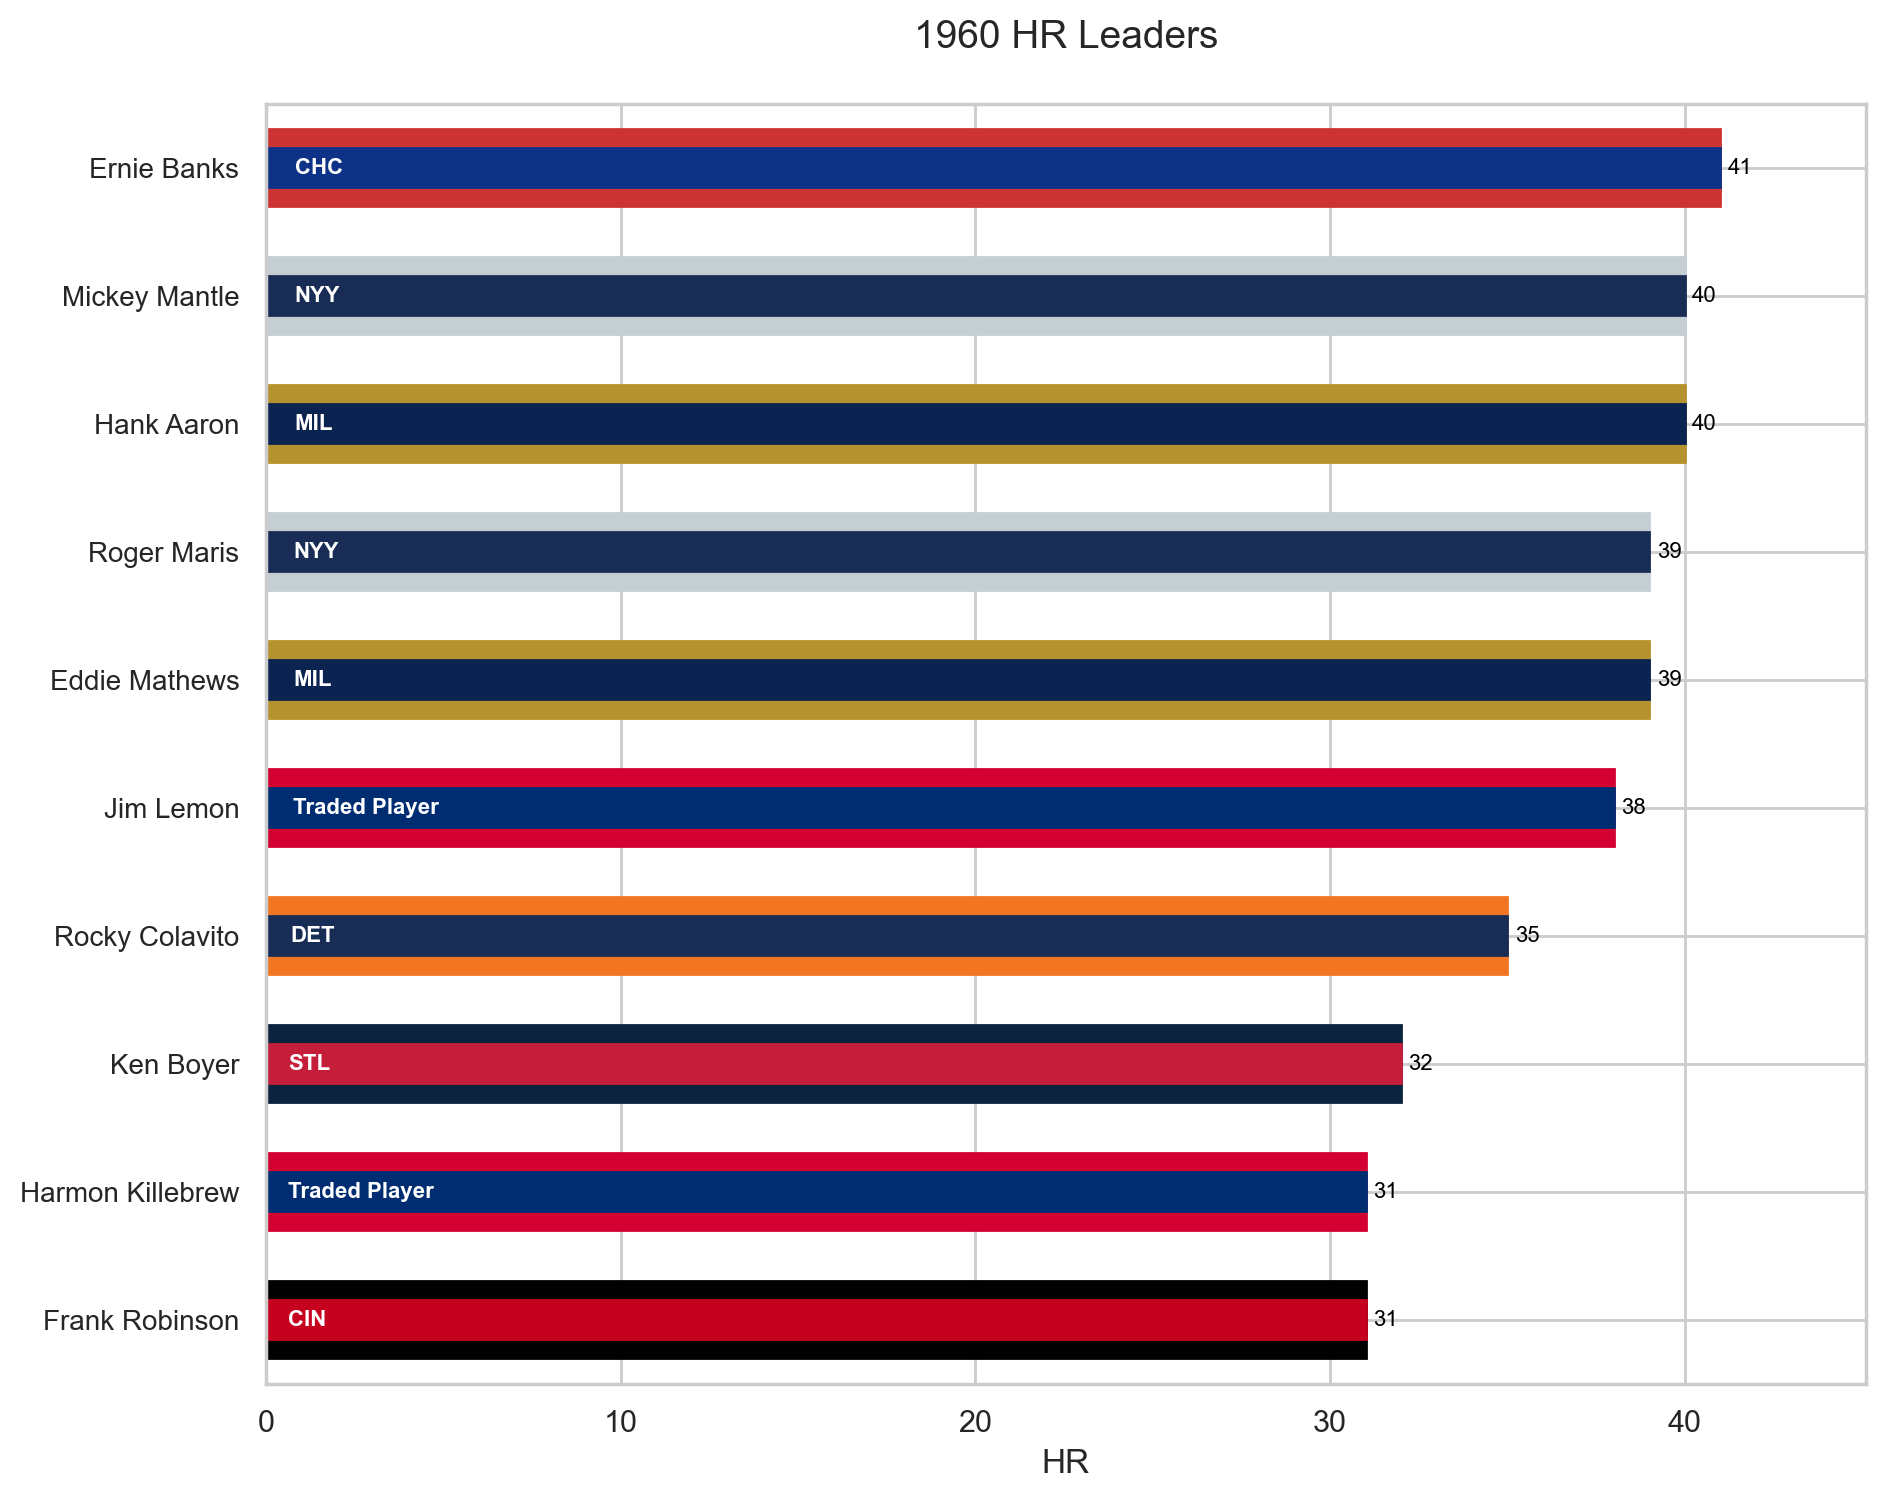 1960 HR Leaders
Ernie Banks
CHC
41
Mickey Mantle
NYY
40
Hank Aaron
MIL
40
Roger Maris
NYY
39
Eddie Mathews
MIL
39
Jim Lemon
Traded Player
38
Rocky Colavito
DET
35
Ken Boyer
STL
32
Harmon Killebrew
Traded Player
31
Frank Robinson
CIN
31
0 10 20 30 40
HR